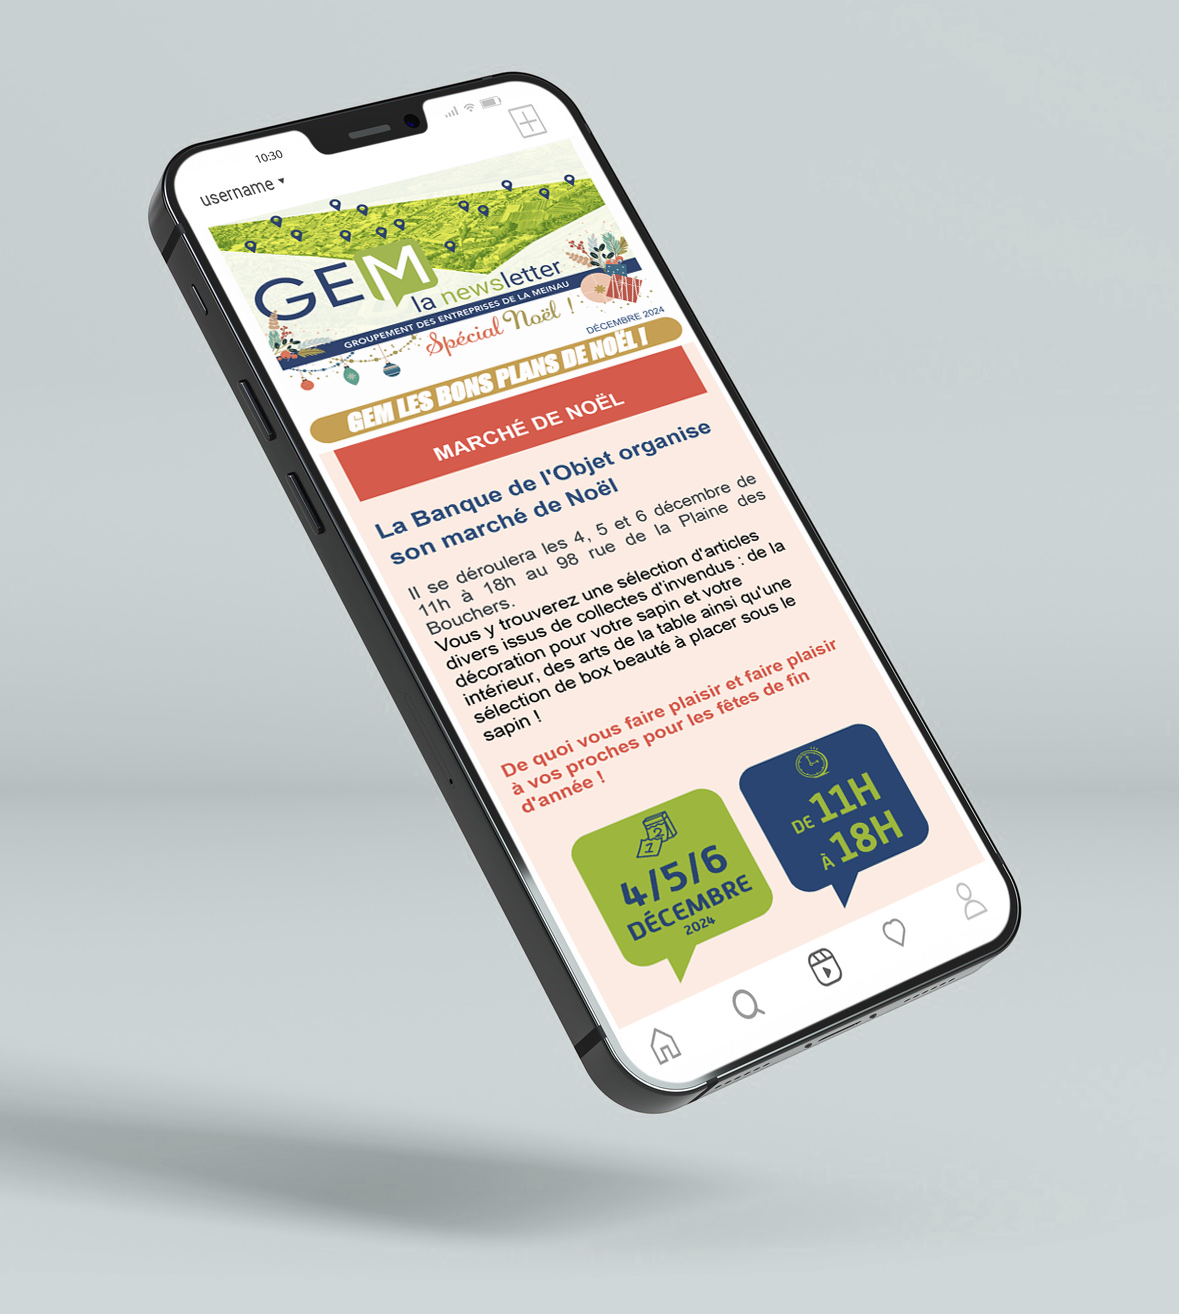 10:30
username
GEM
la newsletter
GROUPEMENT DES ENTREPRISES DE LA MEINAU
Spécial Noël !
DÉCEMBRE 2024
GEM LES BONS PLANS DE NOËL !
MARCHÉ DE NOËL
La Banque de l'Objet organise
son marché de Noël
Il se déroulera les 4, 5 et 6 décembre de
11h à 18h au 98 rue de la Plaine des
Bouchers.
Vous y trouverez une sélection d'articles
divers issus de collectes d'invendus : de la
décoration pour votre sapin et votre
intérieur, des arts de la table ainsi qu'une
sélection de box beauté à placer sous le
sapin !
De quoi vous faire plaisir et faire plaisir
à vos proches pour les fêtes de fin
d'année !
1 2
4/5/6
DÉCEMBRE
2024
DE 11H
À 18H